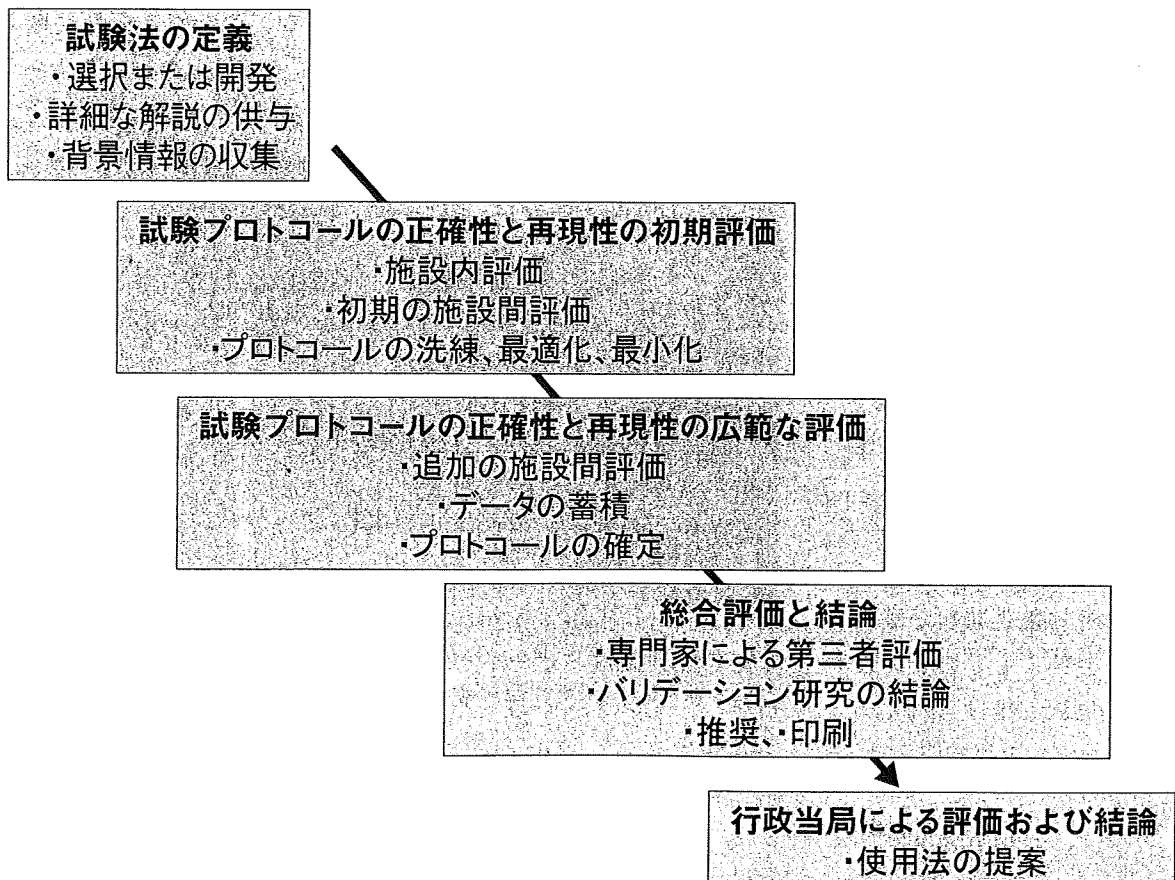 試験法の定義
・選択または開発
・詳細な解説の供与
・背景情報の収集
試験プロトコールの正確性と再現性の初期評価
・施設内評価
・初期の施設間評価
・プロトコールの洗練、最適化、最小化
試験プロトコールの正確性と再現性の広範な評価
・追加の施設間評価
・データの蓄積
・プロトコールの確定
総合評価と結論
・専門家による第三者評価
・バリデーション研究の結論
・推奨、・印刷
行政当局による評価および結論
・使用法の提案